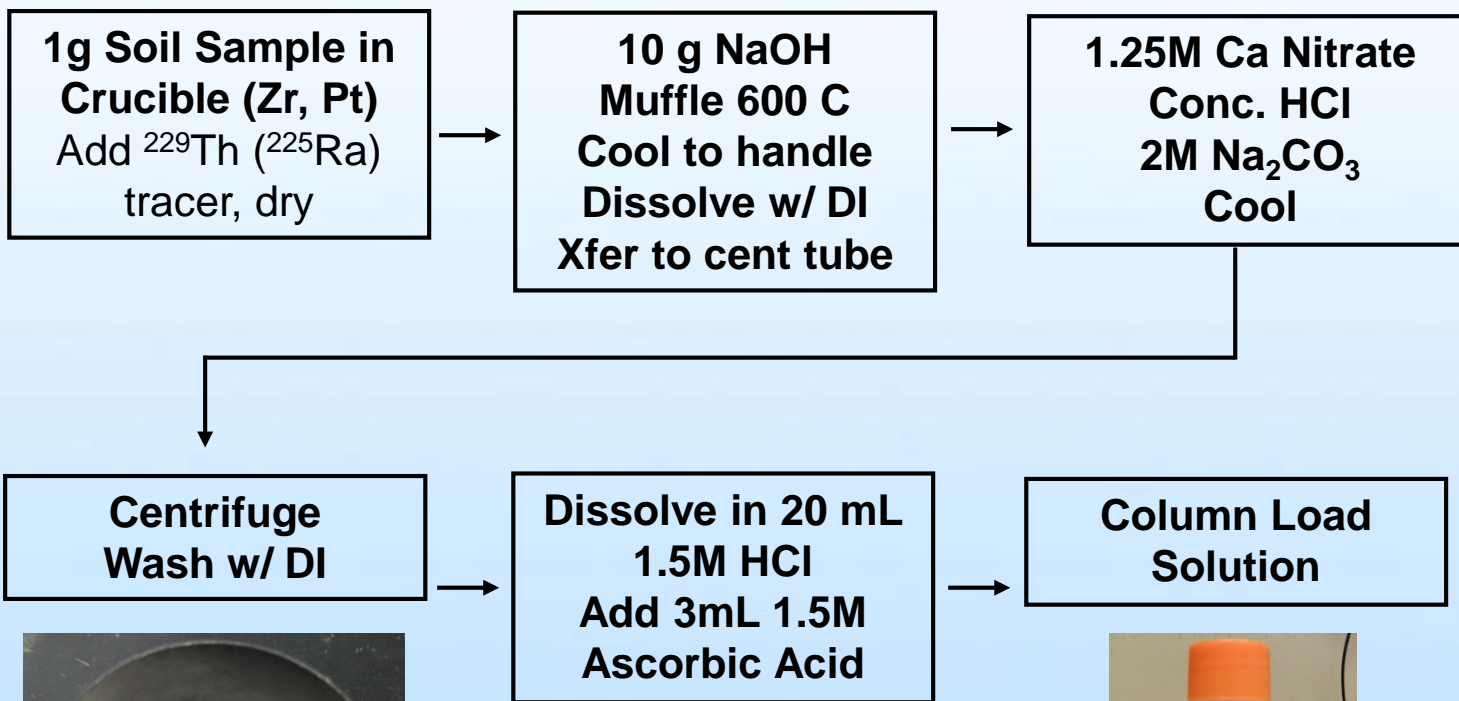 1g Soil Sample in
Crucible (Zr, Pt)
Add ²²⁹Th (²²⁵Ra)
tracer, dry
10 g NaOH
Muffle 600 C
Cool to handle
Dissolve w/ DI
Xfer to cent tube
1.25M Ca Nitrate
Conc. HCl
2M Na₂CO₃
Cool
Centrifuge
Wash w/ DI
Dissolve in 20 mL
1.5M HCl
Add 3mL 1.5M
Ascorbic Acid
Column Load
Solution